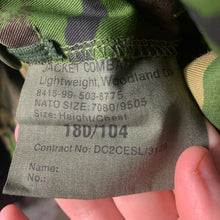 JACKET COMBAT
Lightweight, Woodland DP
8415-99-503-8775
NATO SIZE: 7080/9505
Size: Height/Chest
180/104
Contract No: DC2CESL/31
Name:
No: